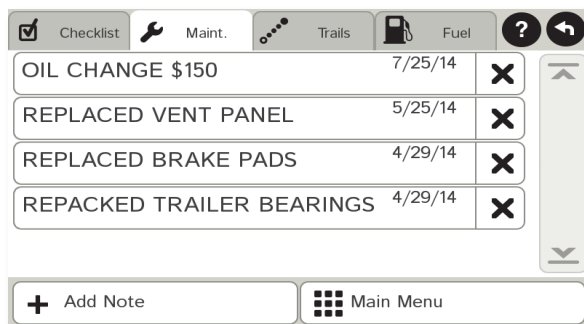 Checklist Maint. Trails Fuel ?
OIL CHANGE $150 7/25/14
REPLACED VENT PANEL 5/25/14
REPLACED BRAKE PADS 4/29/14
REPACKED TRAILER BEARINGS 4/29/14
Add Note Main Menu